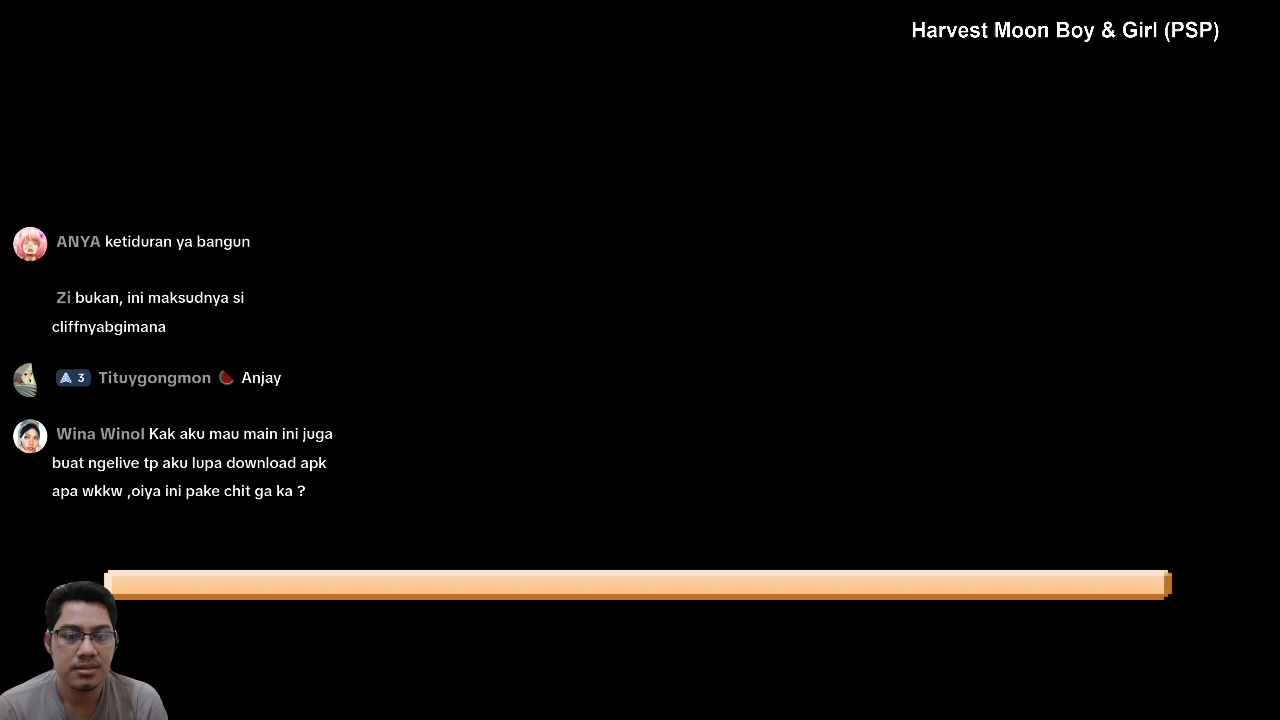 Harvest Moon Boy & Girl (PSP)
ANYA ketiduran ya bangun
Zi bukan, ini maksudnya si
cliffnyabgimana
3 Tituygongmon 🍉 Anjay
Wina Winol Kak aku mau main ini juga
buat ngelive tp aku lupa download apk
apa wkkw ,oiya ini pake chit ga ka ?